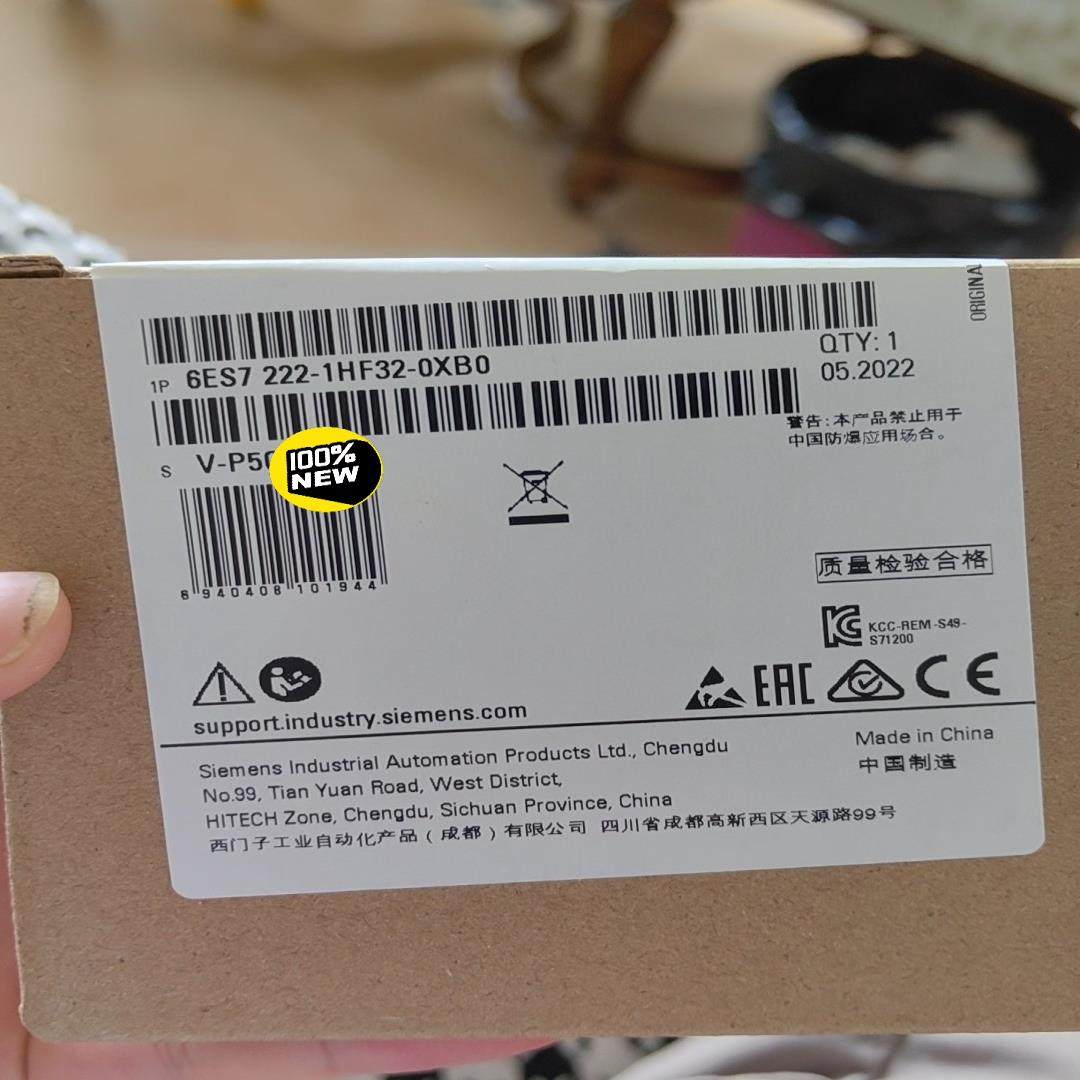 ORIGINA
1P 6ES7 222-1HF32-0XB0
QTY: 1
05.2022
警告:本产品禁止用于
中国防爆应用场合。
S V-P5
100%
NEW
8 940408 101944
质量检验合格
KCC-REM-S49-
S71200
EAC
CE
support.industry.siemens.com
Siemens Industrial Automation Products Ltd., Chengdu
No.99, Tian Yuan Road, West District,
HITECH Zone, Chengdu, Sichuan Province, China
西门子工业自动化产品(成都)有限公司 四川省成都高新西区天源路99号
Made in China
中国制造